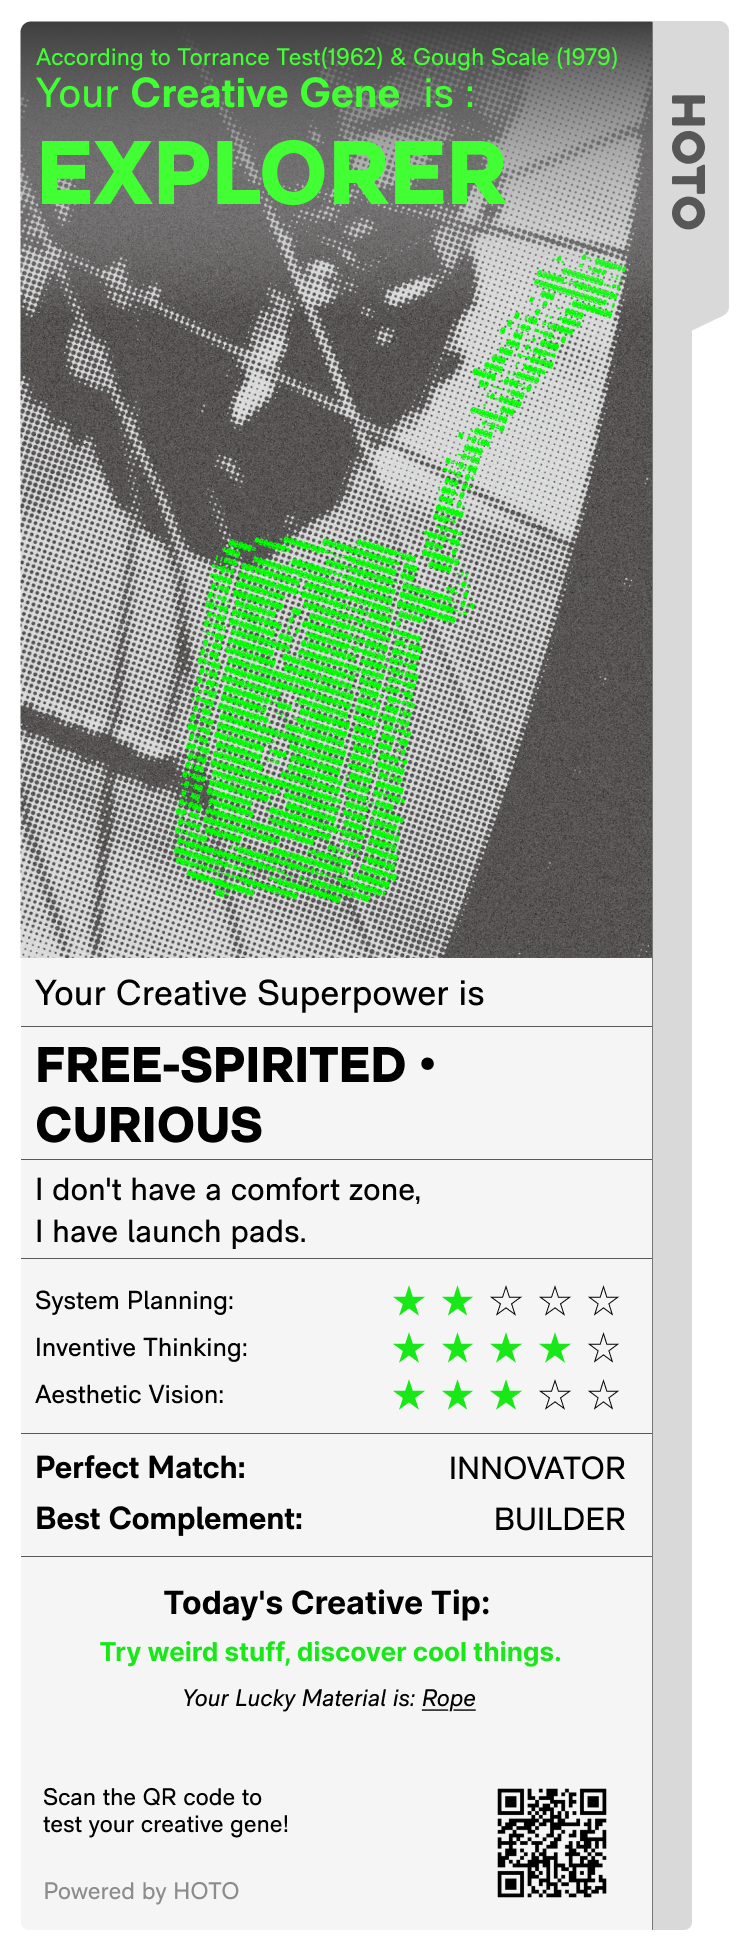 According to Torrance Test(1962) & Gough Scale (1979)
Your Creative Gene is :
EXPLORER
HOTO
Your Creative Superpower is
FREE-SPIRITED •
CURIOUS
I don't have a comfort zone,
I have launch pads.
System Planning: ★ ★ ☆ ☆ ☆
Inventive Thinking: ★ ★ ★ ★ ☆
Aesthetic Vision: ★ ★ ★ ☆ ☆
Perfect Match: INNOVATOR
Best Complement: BUILDER
Today's Creative Tip:
Try weird stuff, discover cool things.
Your Lucky Material is: Rope
Scan the QR code to
test your creative gene!
Powered by HOTO